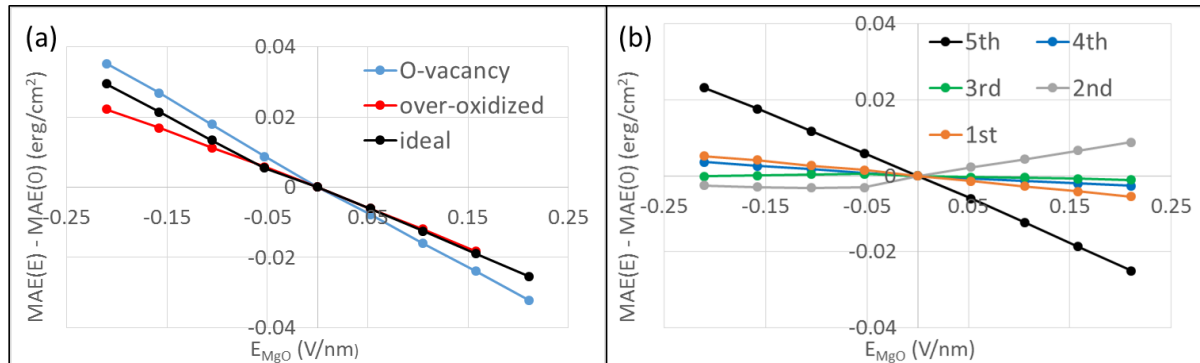 (a)
MAE(E) - MAE(0) (erg/cm²)
0.04
0.02
0
-0.02
-0.04
-0.25
-0.15
-0.05
0.05
0.15
0.25
O-vacancy
over-oxidized
ideal
E_MgO (V/nm)
(b)
MAE(E) - MAE(0) (erg/cm²)
0.04
0.02
0
-0.02
-0.04
-0.25
-0.15
-0.05
0.05
0.15
0.25
5th 4th
3rd 2nd
1st
E_MgO (V/nm)